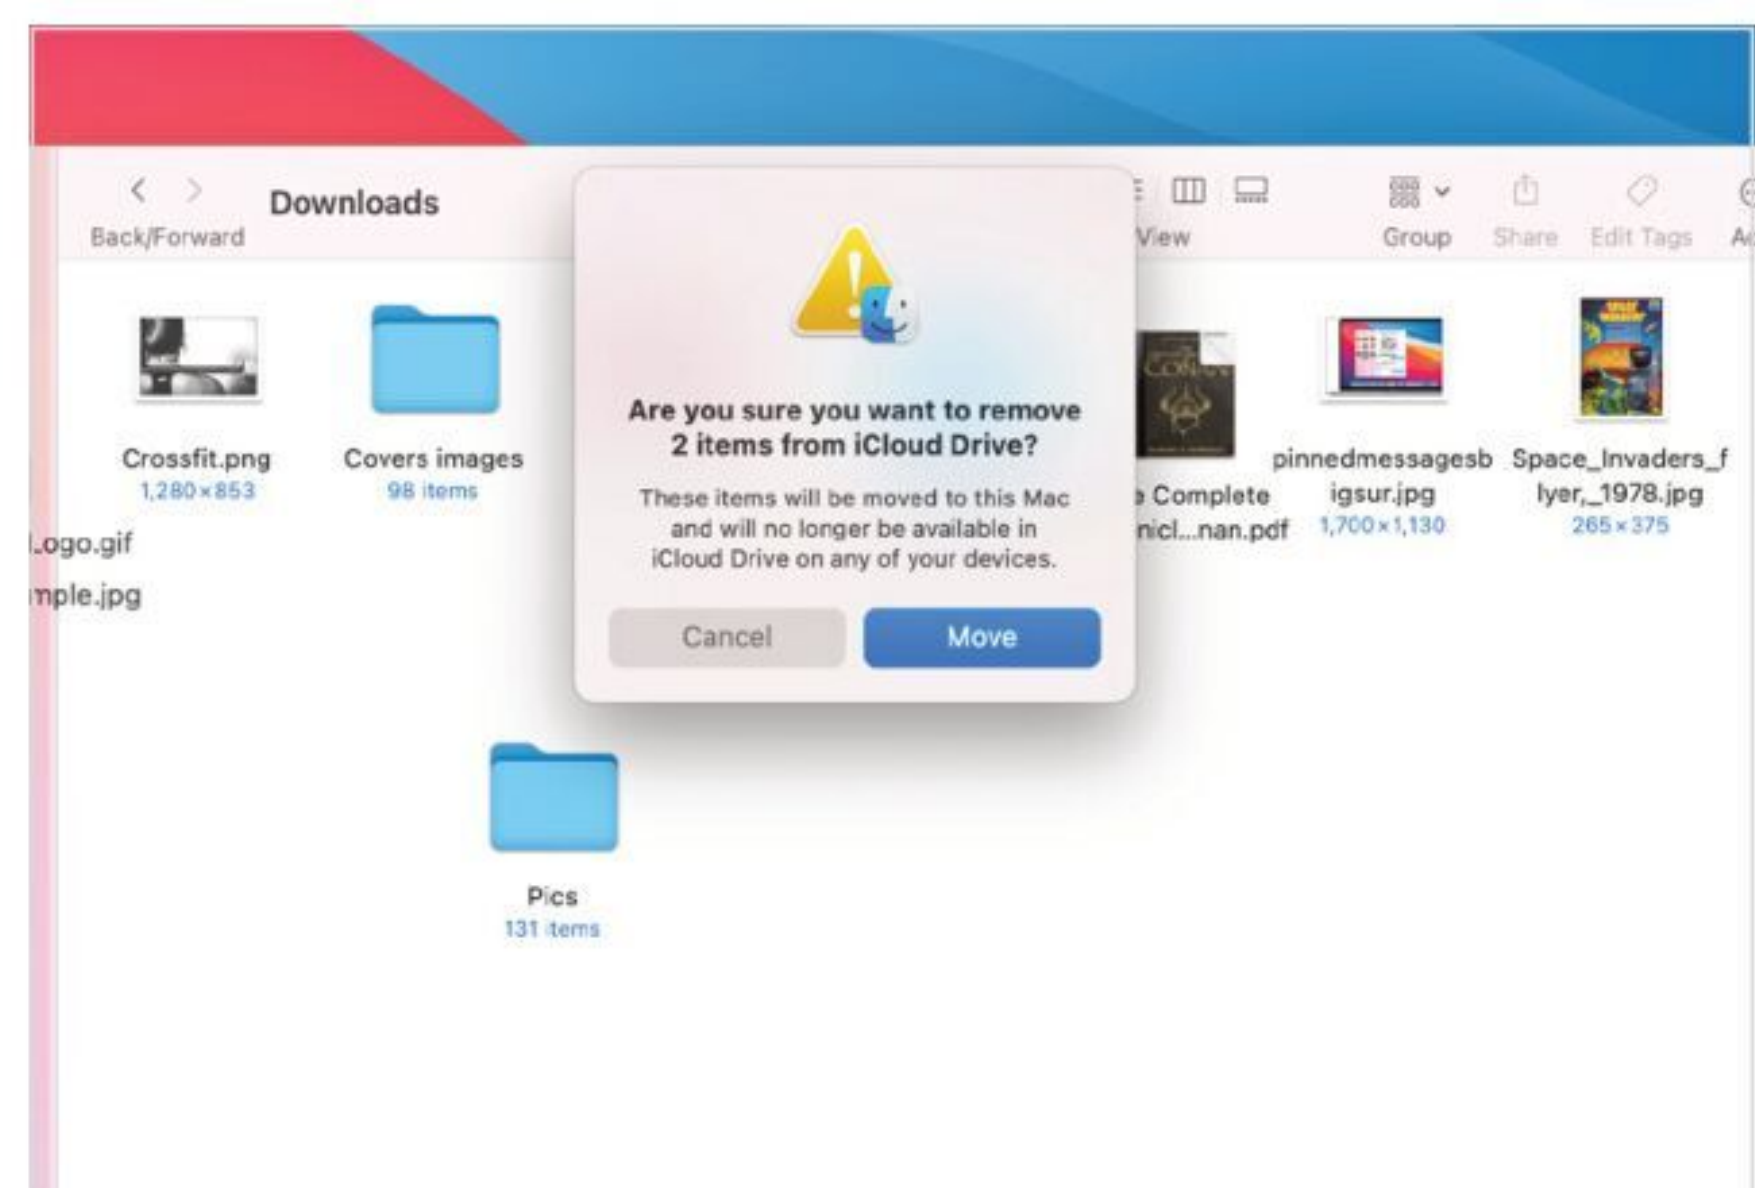 Downloads
Back/Forward
View
Group
Share
Edit Tags
Are you sure you want to remove
2 items from iCloud Drive?
These items will be moved to this Mac
and will no longer be available in
iCloud Drive on any of your devices.
Cancel
Move
Crossfit.png
1,280×853
Covers images
98 items
CONAN
Complete
nicl...nan.pdf
pinnedmessagesb
igsur.jpg
1,700×1,130
SPACE
INVADERS
Space_Invaders_f
lyer,_1978.jpg
265×375
Logo.gif
mple.jpg
Pics
131 items